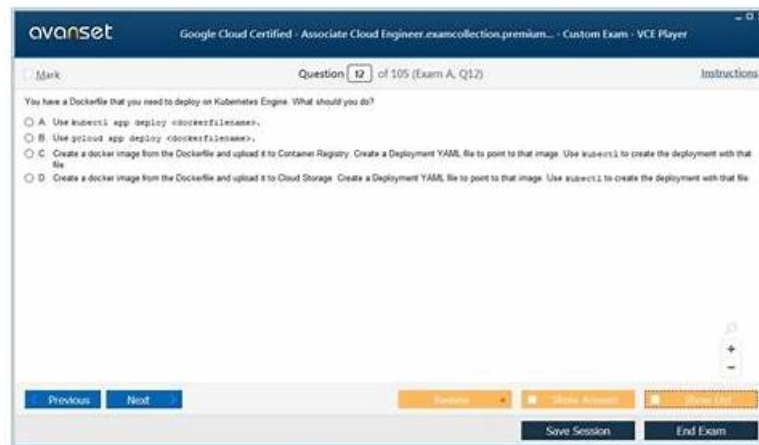 avanset
Google Cloud Certified - Associate Cloud Engineer.examcollection.premium... - Custom Exam - VCE Player
Mark
Question 12 of 105 (Exam A, Q12)
Instructions
You have a Dockerfile that you need to deploy on Kubernetes Engine. What should you do?
A. Use kubectl app deploy <dockerfilename>.
B. Use gcloud app deploy <dockerfilename>.
C. Create a docker image from the Dockerfile and upload it to Container Registry. Create a Deployment YAML file to point to that image. Use kubectl to create the deployment with that
file.
D. Create a docker image from the Dockerfile and upload it to Cloud Storage. Create a Deployment YAML file to point to that image. Use kubectl to create the deployment with that file.
Previous
Next
Review
Show Answer
Show List
Save Session
End Exam